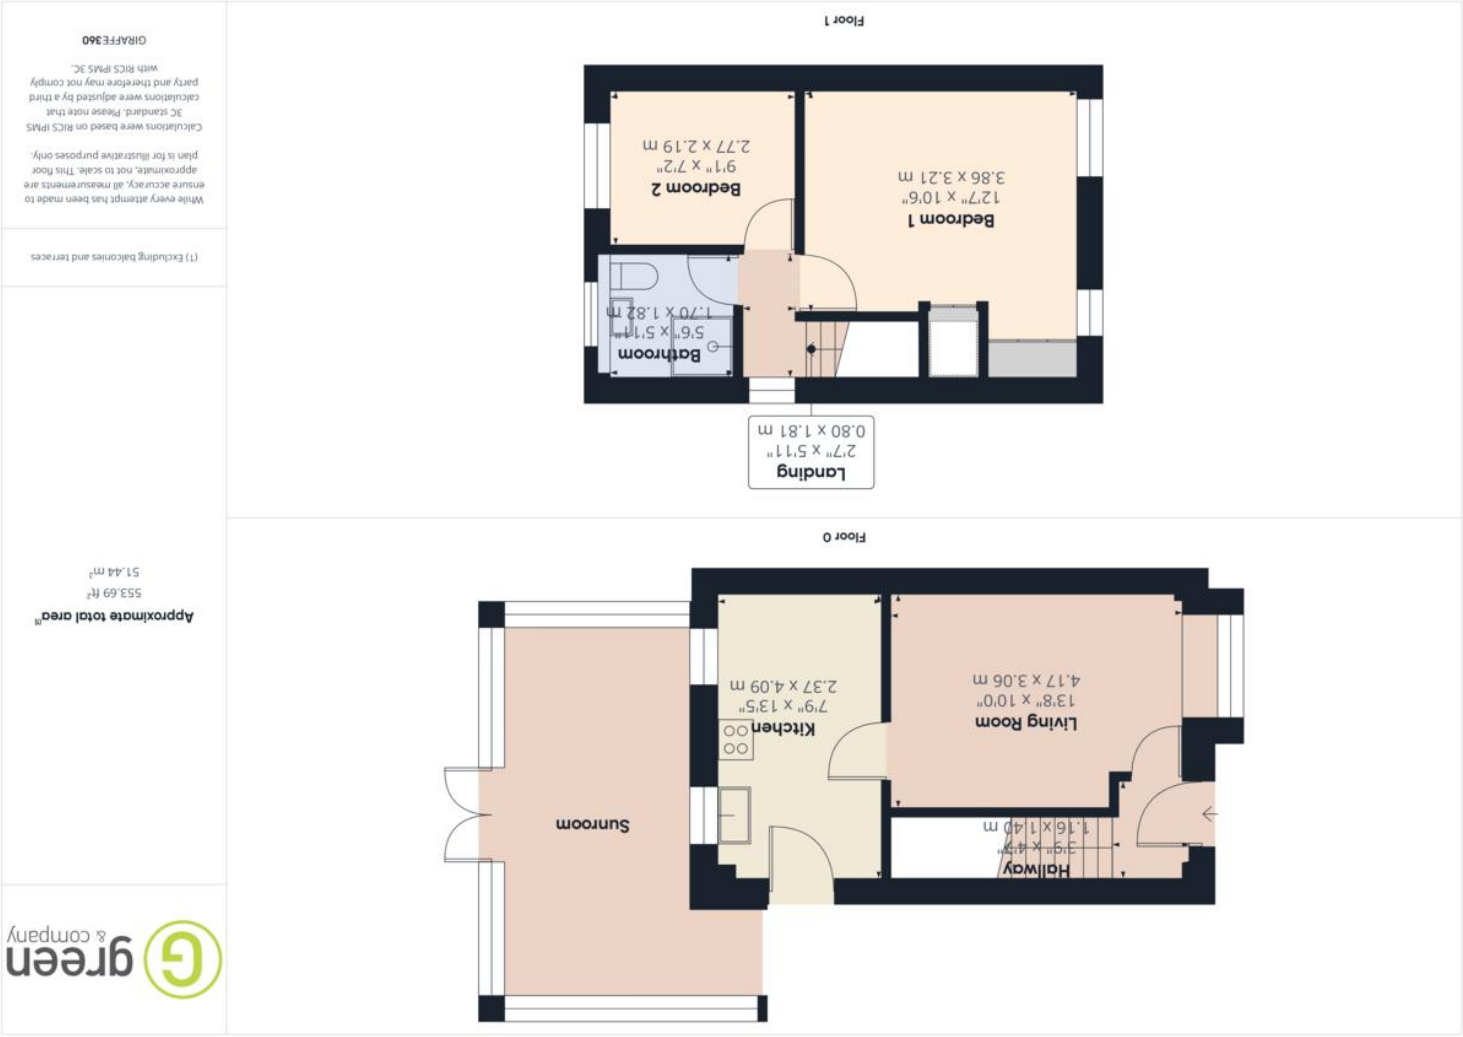 Floor 0
Sunroom
Kitchen
7'9" x 13'5"
2.37 x 4.09 m
Living Room
13'8" x 10'0"
4.17 x 3.06 m
Hallway
3'9" x 4'7"
1.16 x 1.40 m
Floor 1
Landing
2'7" x 5'11"
0.80 x 1.81 m
Bathroom
5'6" x 5'11"
1.70 x 1.82 m
Bedroom 1
12'7" x 10'6"
3.86 x 3.21 m
Bedroom 2
9'1" x 7'2"
2.77 x 2.19 m
G green
& company
Approximate total area(1)
553.69 ft²
51.44 m²
(1) Excluding balconies and terraces
While every attempt has been made to
ensure accuracy, all measurements are
approximate, not to scale. This floor
plan is for illustrative purposes only.
Calculations were based on RICS IPMS
3C standard. Please note that
calculations were adjusted by a third
party and therefore may not comply
with RICS IPMS 3C.
GIRAFFE360